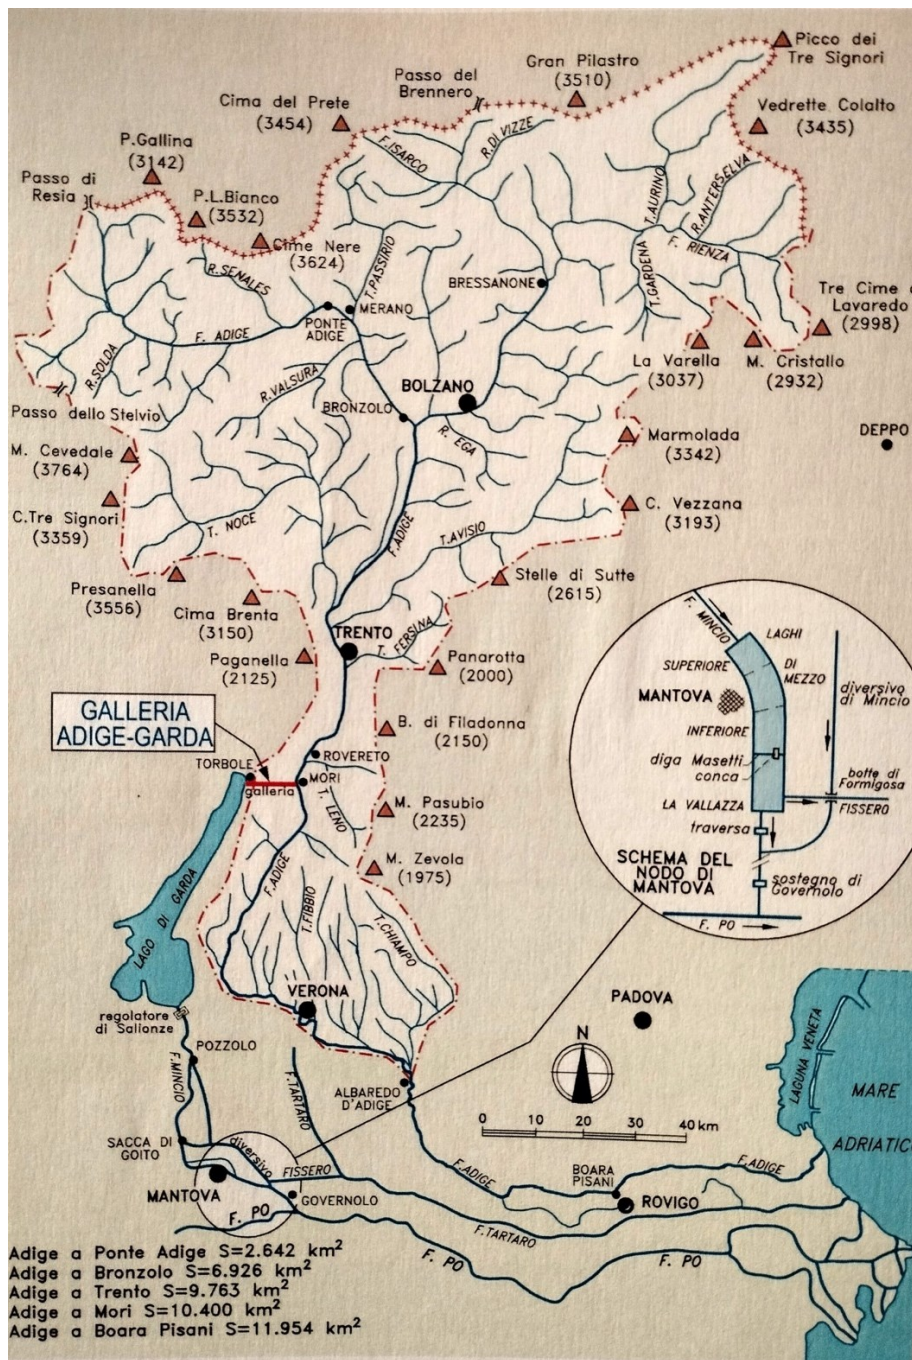 Picco dei
Tre Signori
Gran Pilastro
(3510)
Passo del
Brennero
Cima del Prete
(3454)
Vedrette Colalto
(3435)
P.Gallina
(3142)
Passo di
Resia
P.L.Bianco
(3532)
Cime Nere
(3624)
F. ISARCO
R.DI VIZZE
T.AURINO
R.ANTERSELVA
F. RIENZA
T.GARDENA
R.SENALES
T.PASSIRIO
BRESSANONE
MERANO
PONTE
ADIGE
F. ADIGE
R.SOLDA
R.VALSURA
Tre Cime d
Lavaredo
(2998)
La Varella
(3037)
M. Cristallo
(2932)
BOLZANO
BRONZOLO
R. EGA
Passo dello Stelvio
M. Cevedale
(3764)
Marmolada
(3342)
DEPPO
C.Tre Signori
(3359)
C. Vezzana
(3193)
T. NOCE
F.ADIGE
T.AVISIO
Presanella
(3556)
Cima Brenta
(3150)
Stelle di Sutte
(2615)
TRENTO
T. FERSINA
Paganella
(2125)
Panarotta
(2000)
GALLERIA
ADIGE-GARDA
B. di Filadonna
(2150)
ROVERETO
TORBOLE
galleria
MORI
T. LENO
M. Pasubio
(2235)
M. Zevola
(1975)
F.ADIGE
T.FIBBIO
T.CHIAMPO
LAGO DI GARDA
F. MINCIO
LAGHI
SUPERIORE
DI
MEZZO
MANTOVA
diversivo
di Mincio
INFERIORE
diga Masetti
conca
botte di
Formigosa
LA VALLAZZA
FISSERO
traversa
SCHEMA DEL
NODO DI
MANTOVA
sostegno di
Governolo
F. PO
VERONA
regolatore
di Salionze
PADOVA
POZZOLO
F.MINCIO
F.TARTARO
ALBAREDO
D'ADIGE
N
0 10 20 30 40 km
LAGUNA VENETA
MARE
ADRIATICO
SACCA DI
GOITO
diversivo
FISSERO
MANTOVA
GOVERNOLO
F. PO
F.ADIGE
BOARA
PISANI
F.ADIGE
ROVIGO
F.TARTARO
F. PO
F. PO
Adige a Ponte Adige S=2.642 km²
Adige a Bronzolo S=6.926 km²
Adige a Trento S=9.763 km²
Adige a Mori S=10.400 km²
Adige a Boara Pisani S=11.954 km²